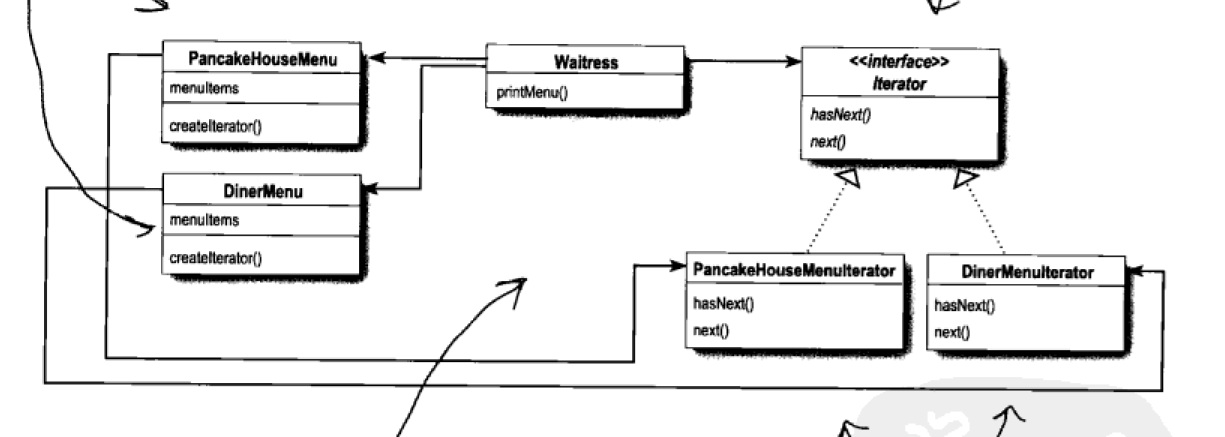 PancakeHouseMenu
menuItems
createIterator()
Waitress
printMenu()
<<interface>>
Iterator
hasNext()
next()
DinerMenu
menuItems
createIterator()
PancakeHouseMenuIterator
hasNext()
next()
DinerMenuIterator
hasNext()
next()